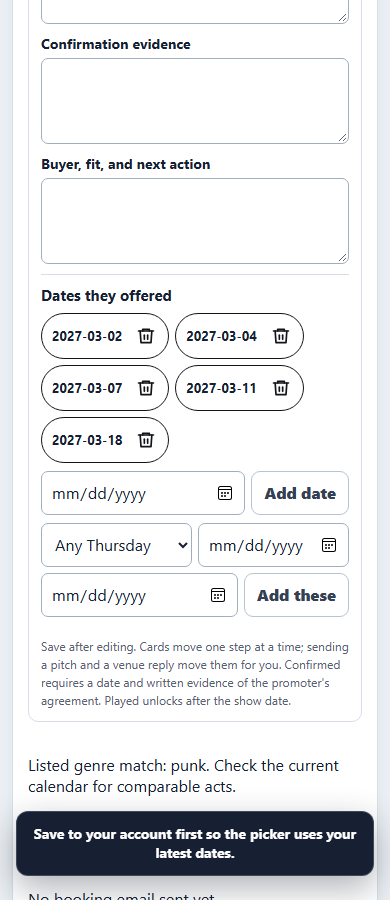 Confirmation evidence
Buyer, fit, and next action
Dates they offered
2027-03-02
2027-03-04
2027-03-07
2027-03-11
2027-03-18
mm/dd/yyyy
Add date
Any Thursday
mm/dd/yyyy
mm/dd/yyyy
Add these
Save after editing. Cards move one step at a time; sending
a pitch and a venue reply move them for you. Confirmed
requires a date and written evidence of the promoter's
agreement. Played unlocks after the show date.
Listed genre match: punk. Check the current
calendar for comparable acts.
Save to your account first so the picker uses your
latest dates.
No booking email sent yet